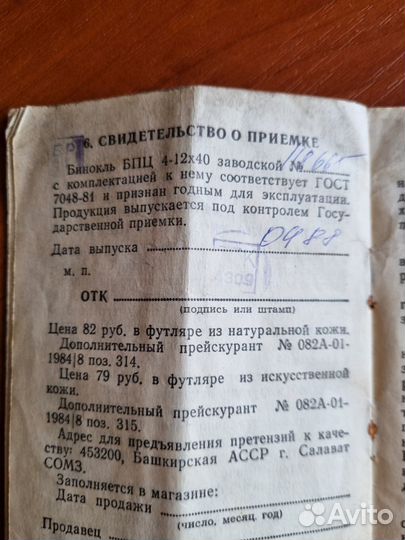 6. СВИДЕТЕЛЬСТВО О ПРИЕМКЕ
Бинокль БПЦ 4-12х40 заводской №
с комплектацией к нему соответствует ГОСТ
7048-81 и признан годным для эксплуатации.
Продукция выпускается под контролем Госу-
дарственной приемки.
Дата выпуска 0488
м. п. 309
ОТК
(подпись или штамп)
Цена 82 руб. в футляре из натуральной кожи.
Дополнительный прейскурант № 082А-01-
1984|8 поз. 314.
Цена 79 руб. в футляре из искусственной
кожи.
Дополнительный прейскурант № 082А-01-
1984|8 поз. 315.
Адрес для предъявления претензий к каче-
ству: 453200, Башкирская АССР г. Салават
СОМЗ.
Заполняется в магазине:
Дата продажи
(число, месяц, год)
Продавец
Avito